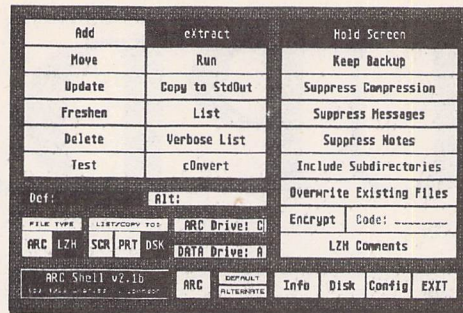 Add
eXtract
Hold Screen
Move
Run
Keep Backup
Update
Copy to StdOut
Suppress Compression
Freshen
List
Suppress Messages
Delete
Verbose List
Suppress Notes
Test
cOnvert
Include Subdirectories
Def:
Alt:
Overwrite Existing Files
FILE TYPE
LIST/COPY TO:
ARC Drive: C
Encrypt
Code: ________
ARC
LZH
SCR
PRT
DSK
DATA Drive: A
LZH Comments
ARC Shell v2.1b
ARC
DEFAULT
ALTERNATE
Info
Disk
Config
EXIT